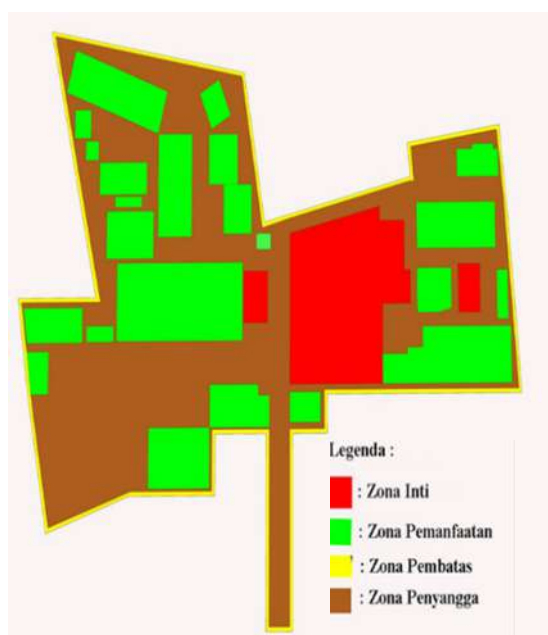 Legenda :
: Zona Inti
: Zona Pemanfaatan
: Zona Pembatas
: Zona Penyangga